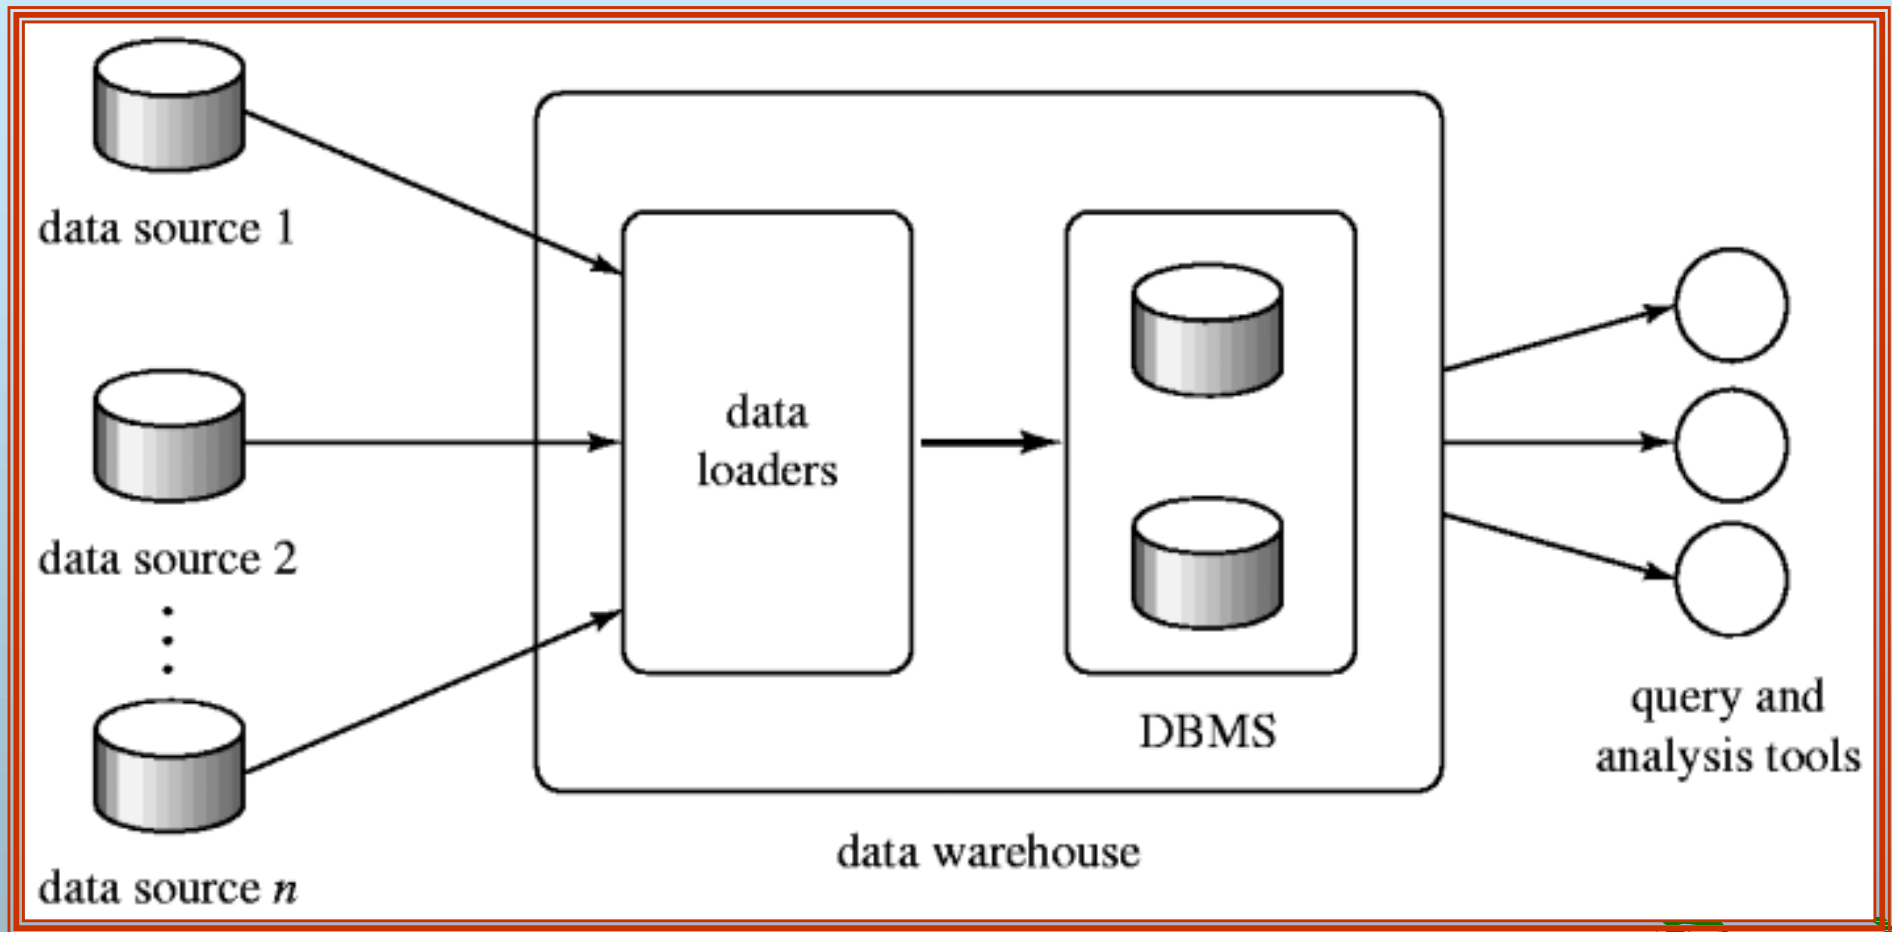 data source 1
data source 2
data source n
data
loaders
DBMS
data warehouse
query and
analysis tools